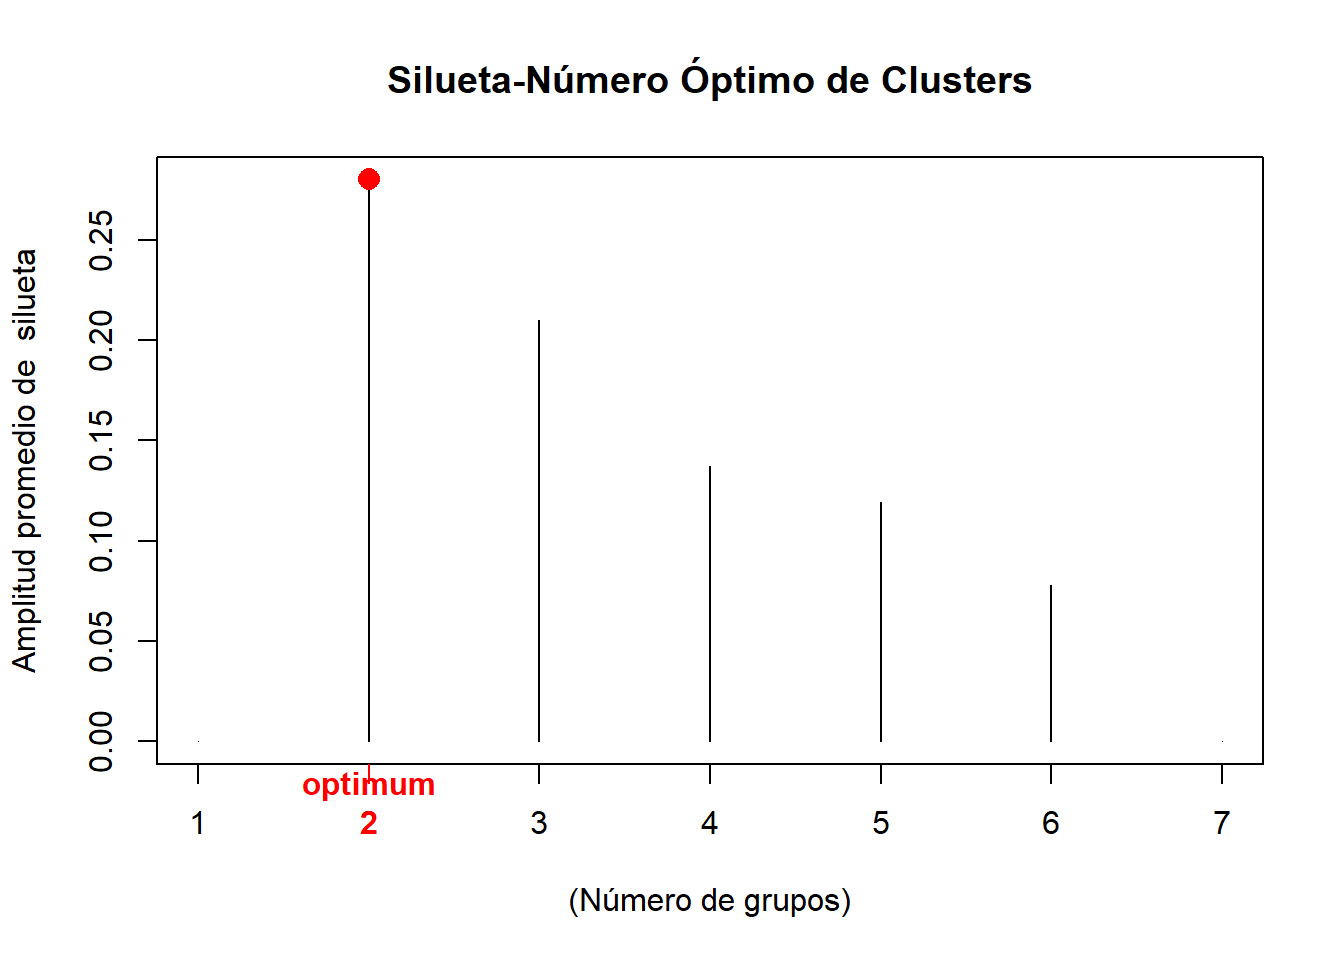 Silueta-Número Óptimo de Clusters
Amplitud promedio de  silueta
0.25
0.20
0.15
0.10
0.05
0.00
optimum
1 2 3 4 5 6 7
(Número de grupos)